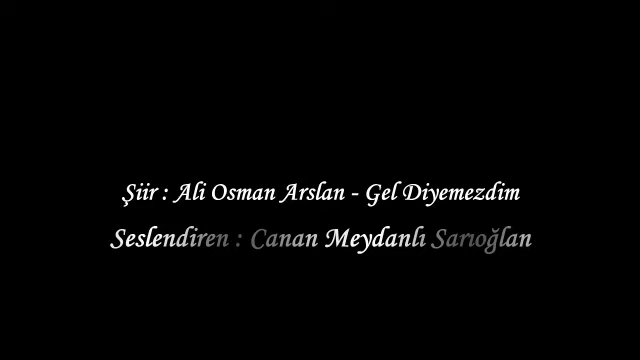 Şiir : Ali Osman Arslan - Gel Diyemezdim
Seslendiren : Canan Meydanlı Sarıoğlan